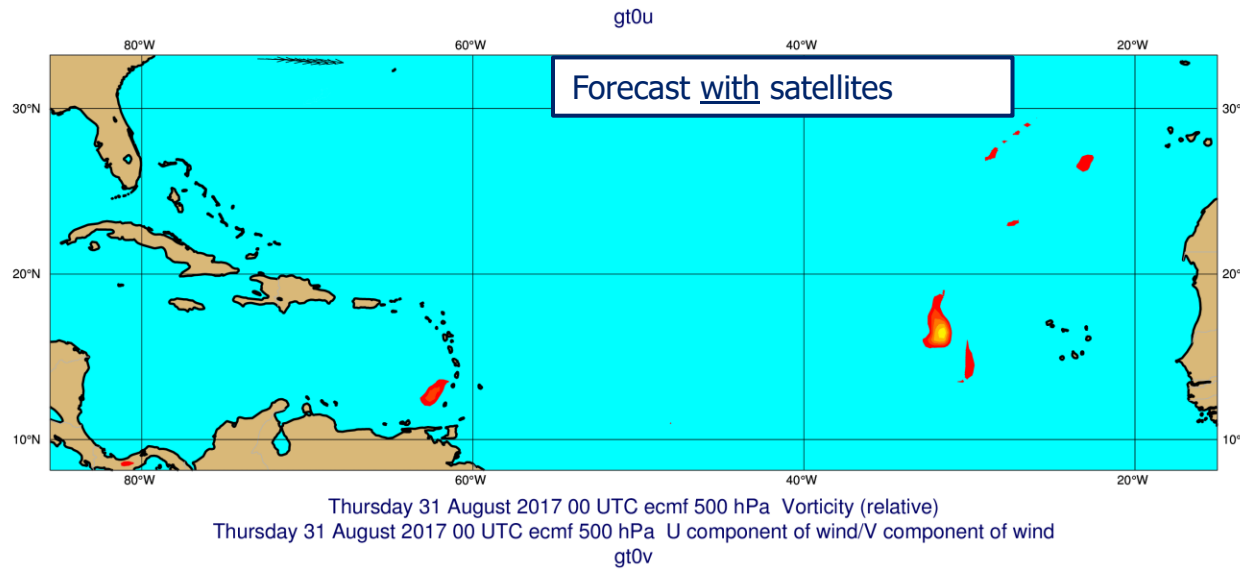 gt0u
80°W 60°W 40°W 20°W
Forecast with satellites
30°N 30°
20°N 20°
10°N 10°
80°W 60°W 40°W 20°W
Thursday 31 August 2017 00 UTC ecmf 500 hPa Vorticity (relative)
Thursday 31 August 2017 00 UTC ecmf 500 hPa U component of wind/V component of wind
gt0v